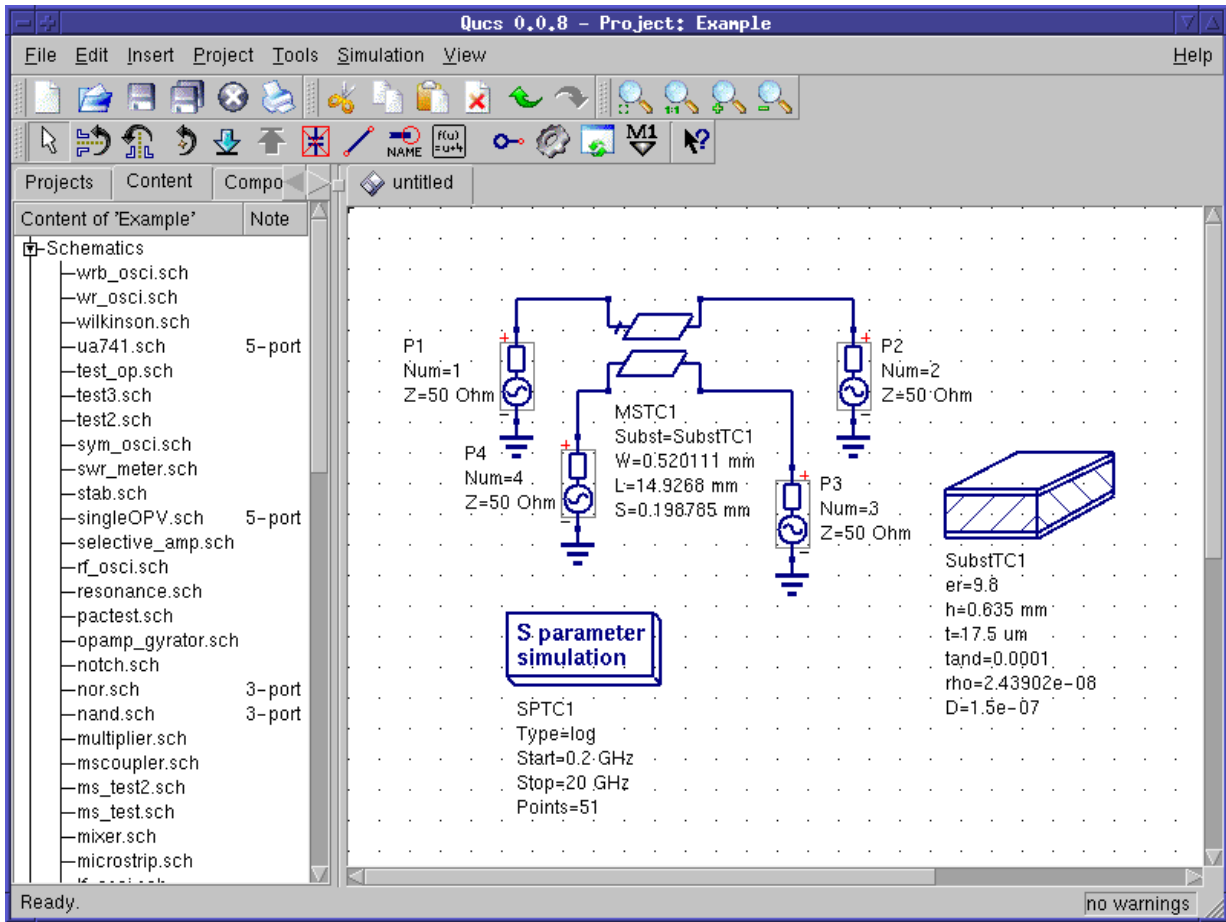 Qucs 0.0.8 - Project: Example
File Edit Insert Project Tools Simulation View Help
1:1
NAME
f(u)
=u+4
M1
?
Projects Content Compo
untitled
Content of 'Example' Note
Schematics
wrb_osci.sch
wr_osci.sch
wilkinson.sch
ua741.sch 5-port
test_op.sch
test3.sch
test2.sch
sym_osci.sch
swr_meter.sch
stab.sch
singleOPV.sch 5-port
selective_amp.sch
rf_osci.sch
resonance.sch
pactest.sch
opamp_gyrator.sch
notch.sch
nor.sch 3-port
nand.sch 3-port
multiplier.sch
mscoupler.sch
ms_test2.sch
ms_test.sch
mixer.sch
microstrip.sch
P1
Num=1
Z=50 Ohm
P2
Num=2
Z=50 Ohm
P4
Num=4
Z=50 Ohm
MSTC1
Subst=SubstTC1
W=0.520111 mm
L=14.9268 mm
S=0.198785 mm
P3
Num=3
Z=50 Ohm
SubstTC1
er=9.8
h=0.635 mm
t=17.5 um
tand=0.0001
rho=2.43902e-08
D=1.5e-07
S parameter
simulation
SPTC1
Type=log
Start=0.2 GHz
Stop=20 GHz
Points=51
Ready. no warnings